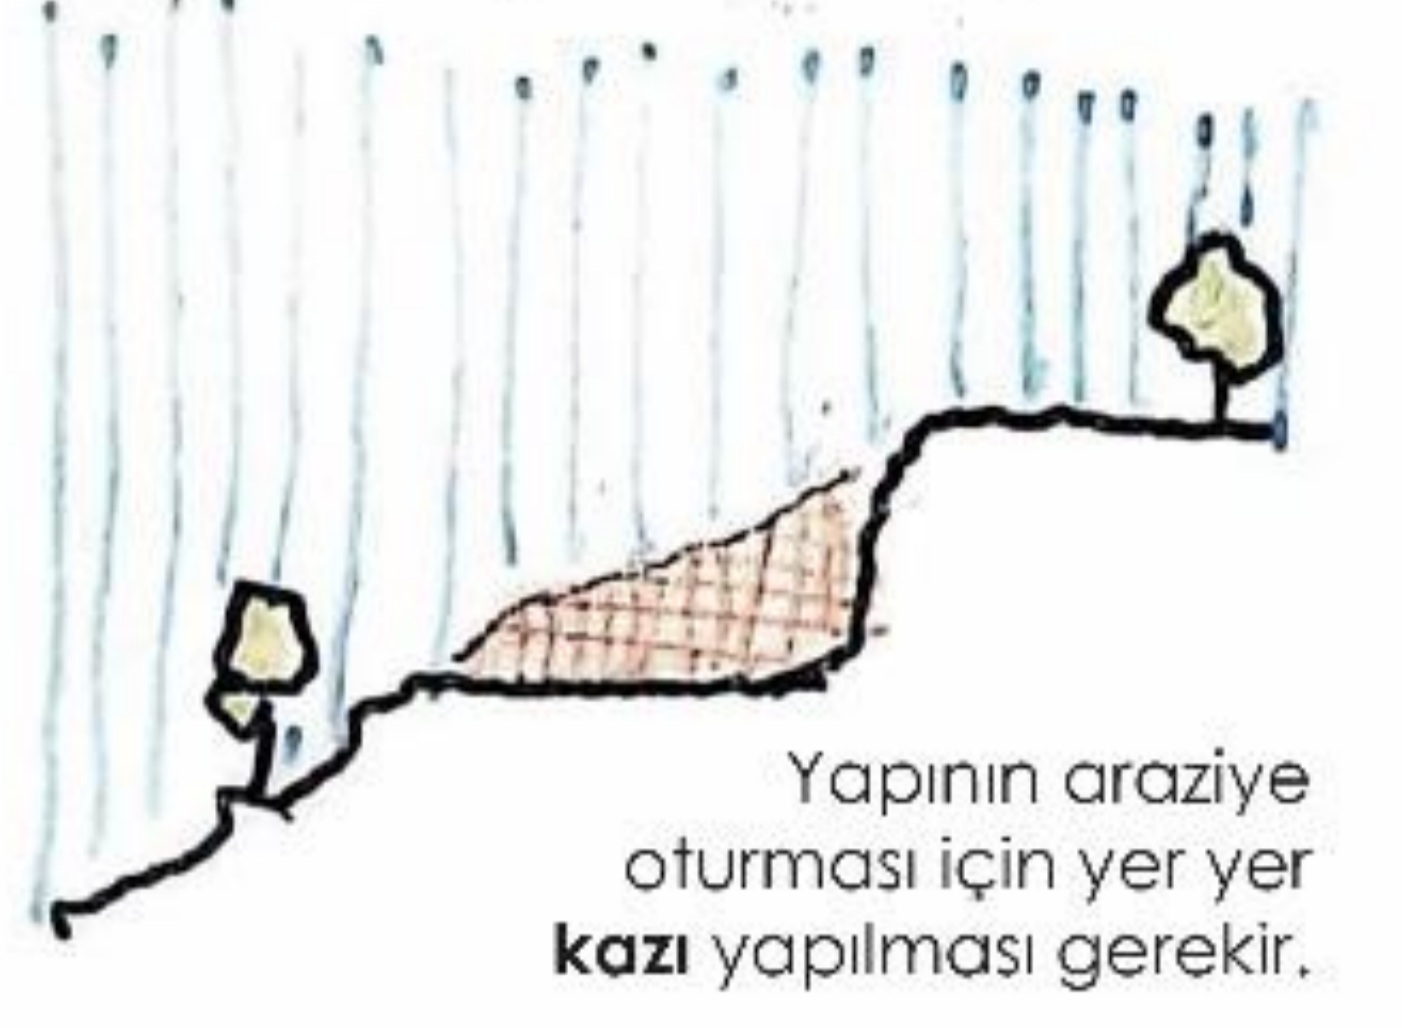 Yapının araziye
oturması için yer yer
kazı yapılması gerekir.